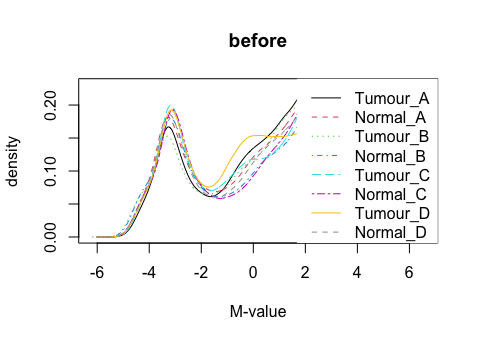 before
density
0.00
0.10
0.20
Tumour_A
Normal_A
Tumour_B
Normal_B
Tumour_C
Normal_C
Tumour_D
Normal_D
-6 -4 -2 0 2 4 6
M-value